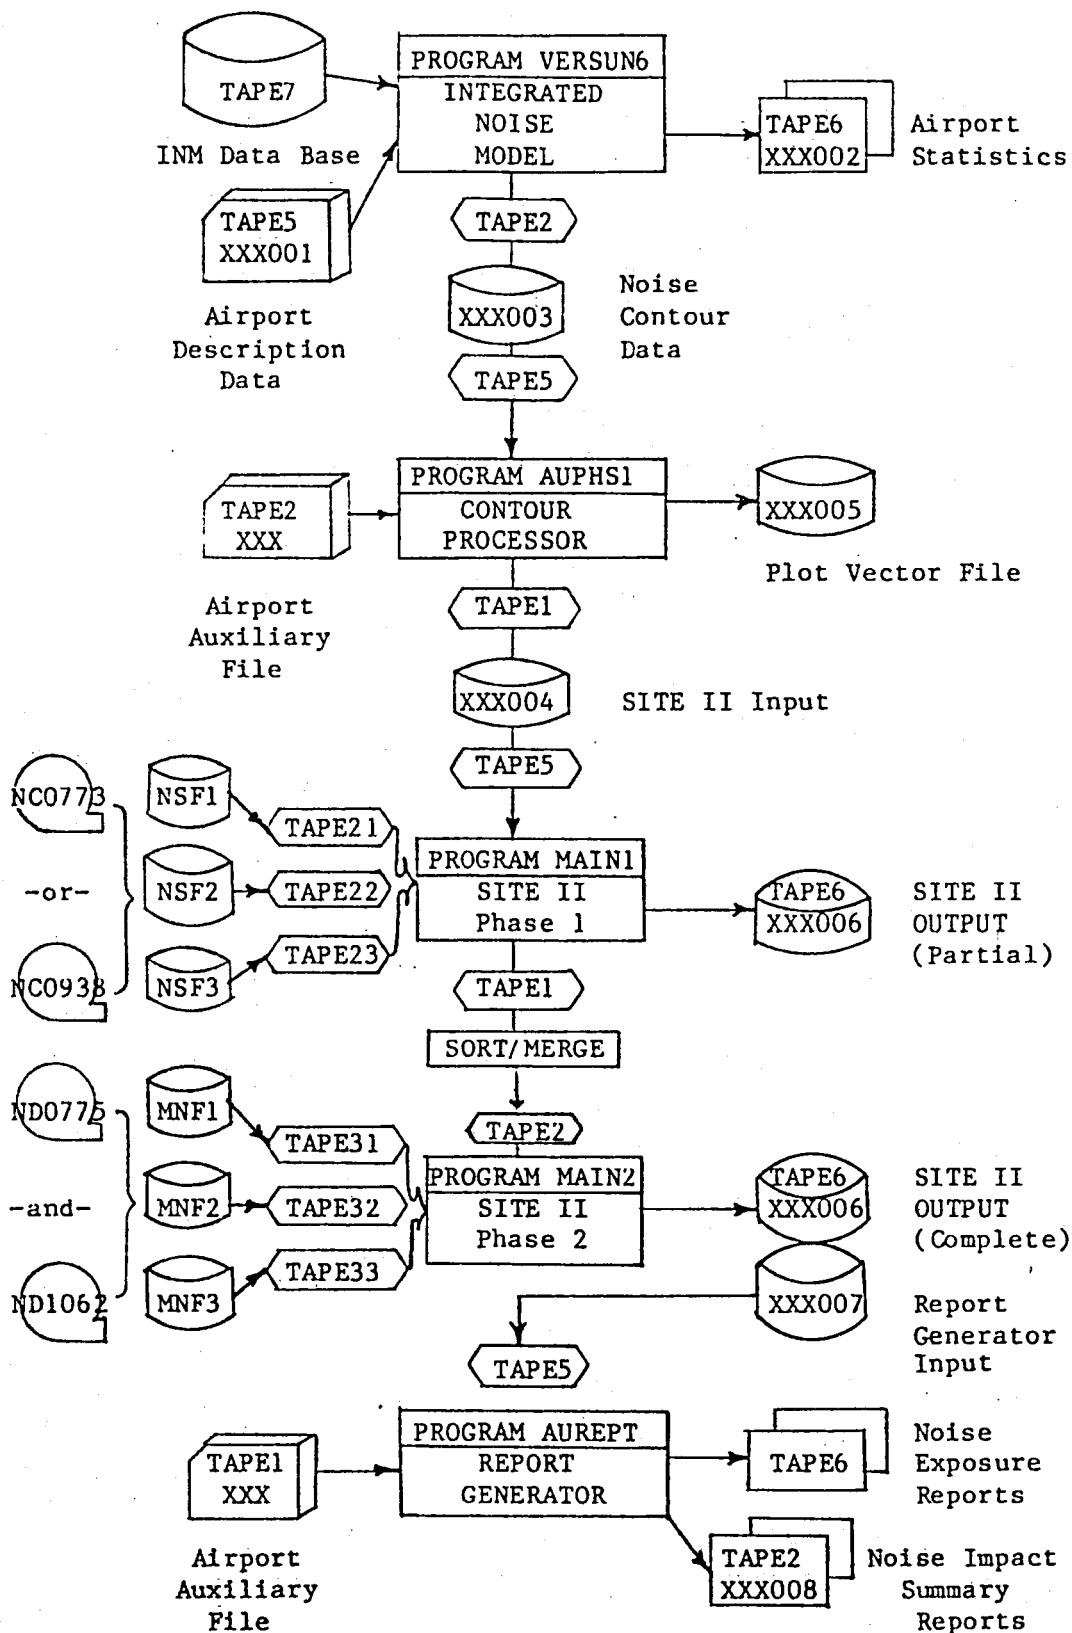 PROGRAM VERSUN6
INTEGRATED
NOISE
MODEL
TAPE7
INM Data Base
TAPE6
XXX002
Airport
Statistics
TAPE5
XXX001
Airport
Description
Data
TAPE2
XXX003
Noise
Contour
Data
TAPE5
PROGRAM AUPHS1
CONTOUR
PROCESSOR
TAPE2
XXX
Airport
Auxiliary
File
XXX005
Plot Vector File
TAPE1
XXX004
SITE II Input
TAPE5
NC0773
-or-
NC0938
NSF1
NSF2
NSF3
TAPE21
TAPE22
TAPE23
PROGRAM MAIN1
SITE II
Phase 1
TAPE6
XXX006
SITE II
OUTPUT
(Partial)
TAPE1
SORT/MERGE
TAPE2
ND0775
-and-
ND1062
MNF1
MNF2
MNF3
TAPE31
TAPE32
TAPE33
PROGRAM MAIN2
SITE II
Phase 2
TAPE6
XXX006
SITE II
OUTPUT
(Complete)
XXX007
Report
Generator
Input
TAPE5
PROGRAM AUREPT
REPORT
GENERATOR
TAPE1
XXX
Airport
Auxiliary
File
TAPE6
Noise
Exposure
Reports
TAPE2
XXX008
Noise Impact
Summary
Reports